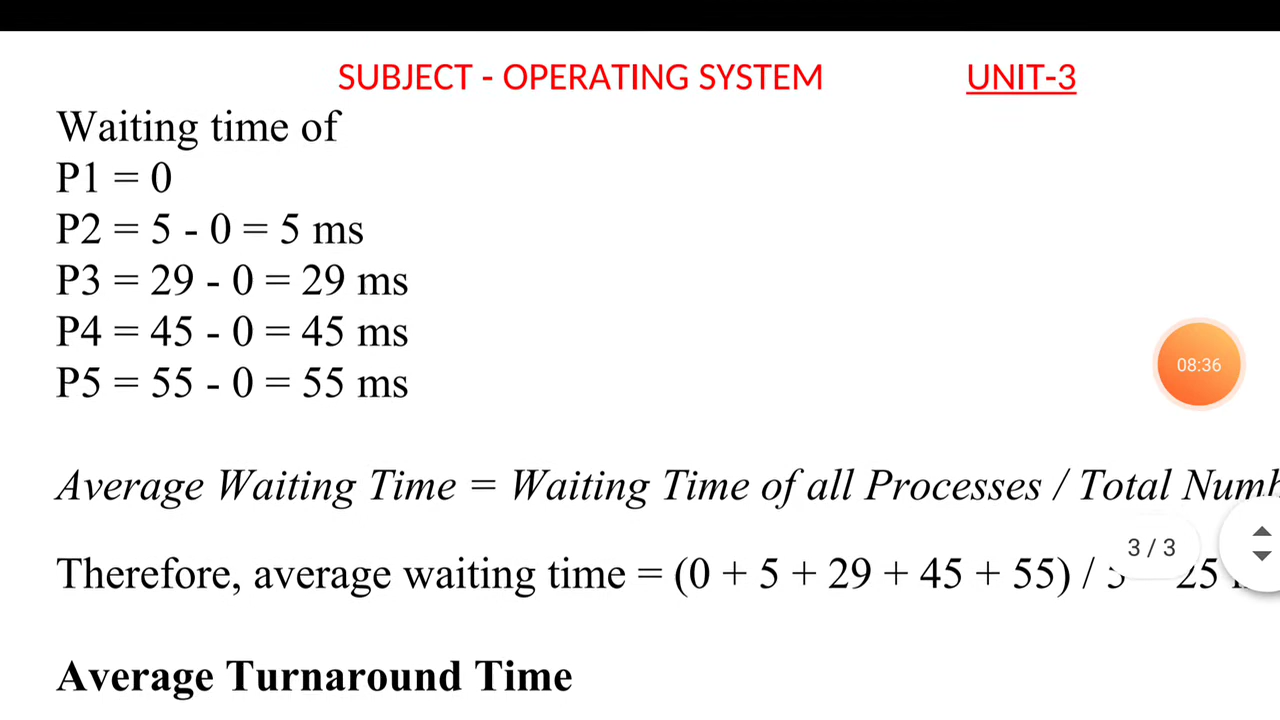 SUBJECT - OPERATING SYSTEM UNIT-3
Waiting time of
P1 = 0
P2 = 5 - 0 = 5 ms
P3 = 29 - 0 = 29 ms
P4 = 45 - 0 = 45 ms
P5 = 55 - 0 = 55 ms
08:36
Average Waiting Time = Waiting Time of all Processes / Total
3 / 3
Therefore, average waiting time = (0 + 5 + 29 + 45 + 55) / 25
Average Turnaround Time